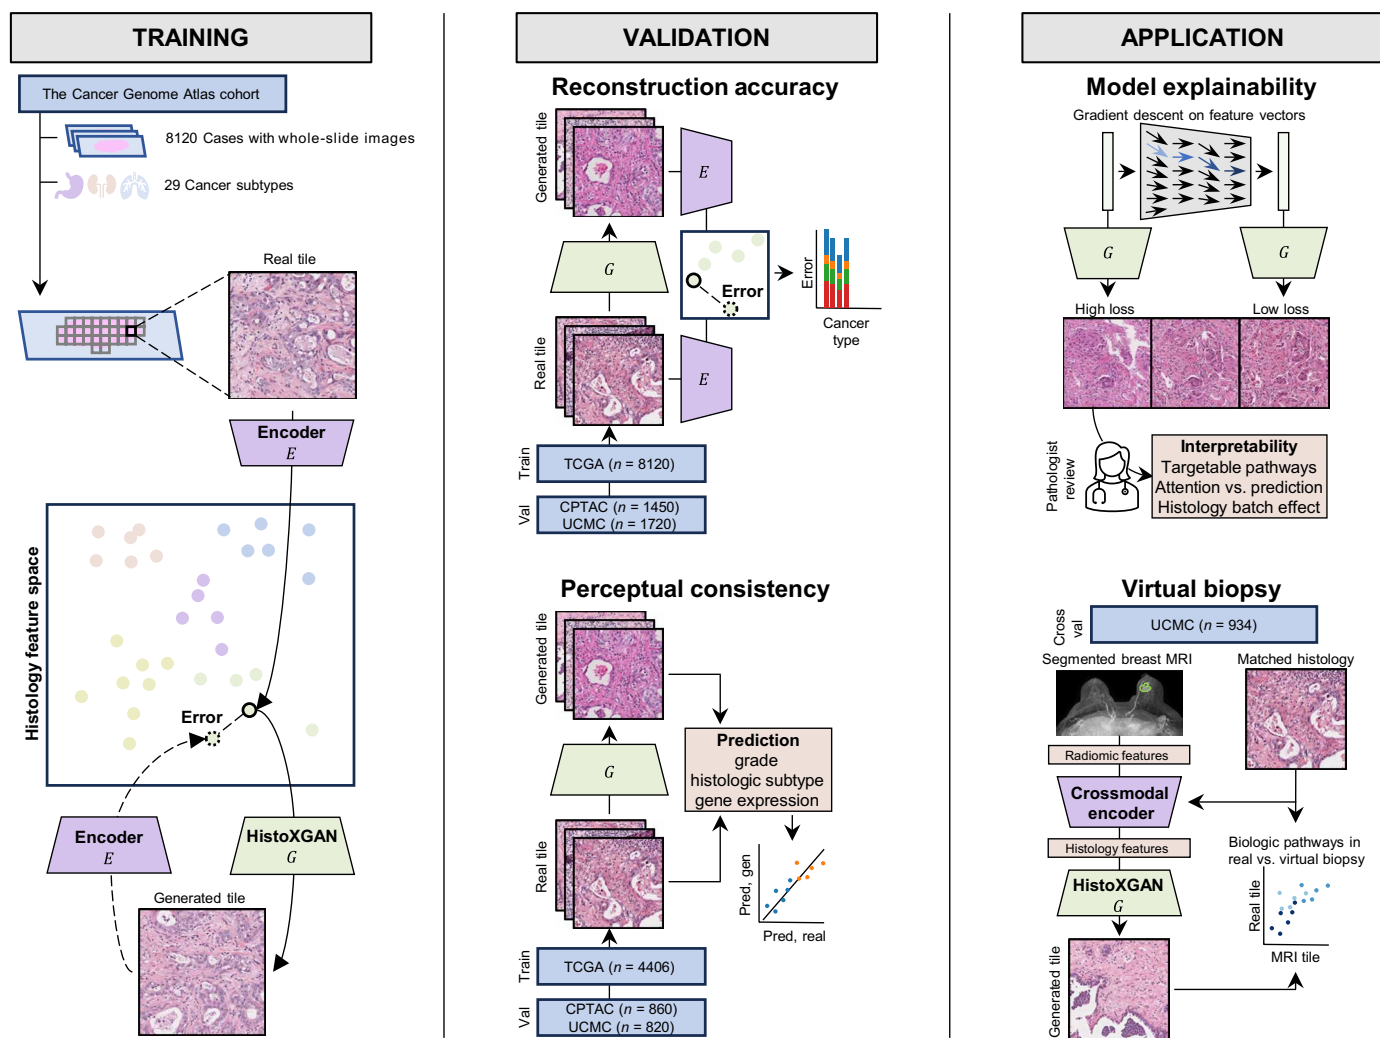 TRAINING
The Cancer Genome Atlas cohort
8120 Cases with whole-slide images
29 Cancer subtypes
Real tile
Encoder
E
Histology feature space
Error
Encoder
E
HistoXGAN
G
Generated tile
VALIDATION
Reconstruction accuracy
Generated tile
E
G
Error
Error
Cancer
type
Real tile
E
Train
TCGA (n = 8120)
Val
CPTAC (n = 1450)
UCMC (n = 1720)
Perceptual consistency
Generated tile
G
Prediction
grade
histologic subtype
gene expression
Real tile
Pred, gen
Pred, real
Train
TCGA (n = 4406)
Val
CPTAC (n = 860)
UCMC (n = 820)
APPLICATION
Model explainability
Gradient descent on feature vectors
G
G
High loss
Low loss
Pathologist
review
Interpretability
Targetable pathways
Attention vs. prediction
Histology batch effect
Virtual biopsy
Cross
val
UCMC (n = 934)
Segmented breast MRI
Matched histology
Radiomic features
Crossmodal
encoder
Histology features
HistoXGAN
G
Biologic pathways in
real vs. virtual biopsy
Real tile
MRI tile
Generated tile